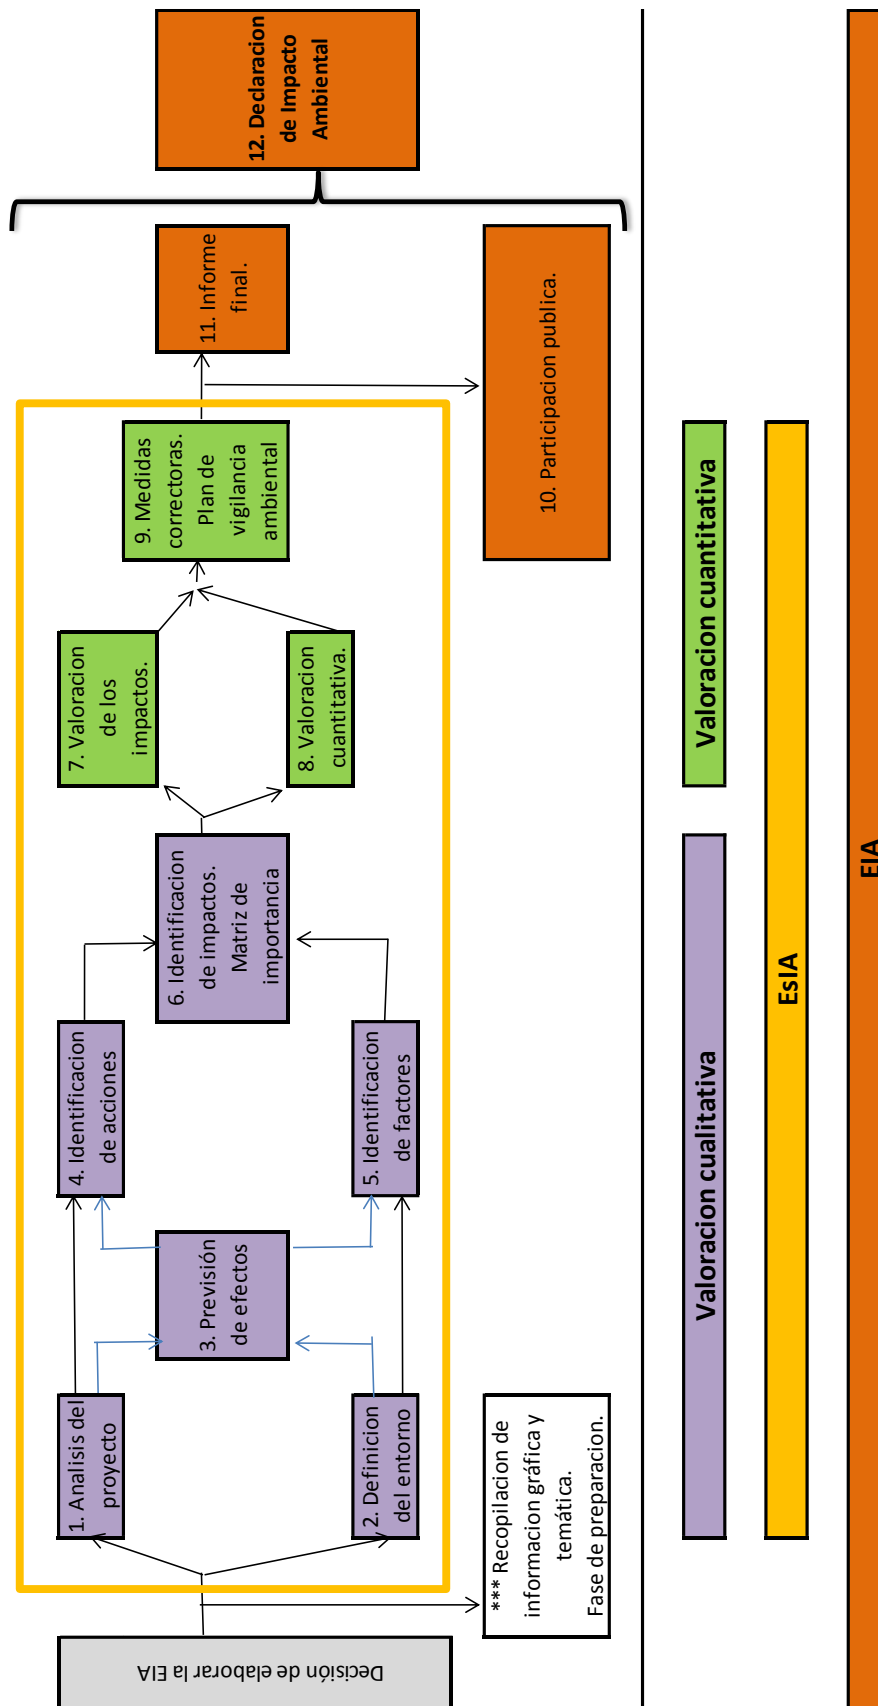 Decisión de elaborar la EIA
1. Analisis del
proyecto
2. Definicion
del entorno
*** Recopilacion de
informacion gráfica y
temática.
Fase de preparacion.
3. Previsión
de efectos
4. Identificacion
de acciones
5. Identificacion
de factores
6. Identificacion
de impactos.
Matriz de
importancia
7. Valoracion
de los
impactos.
8. Valoracion
cuantitativa.
9. Medidas
correctoras.
Plan de
vigilancia
ambiental
10. Participacion publica.
11. Informe
final.
12. Declaracion
de Impacto
Ambiental
Valoracion cualitativa
Valoracion cuantitativa
EsIA
EIA